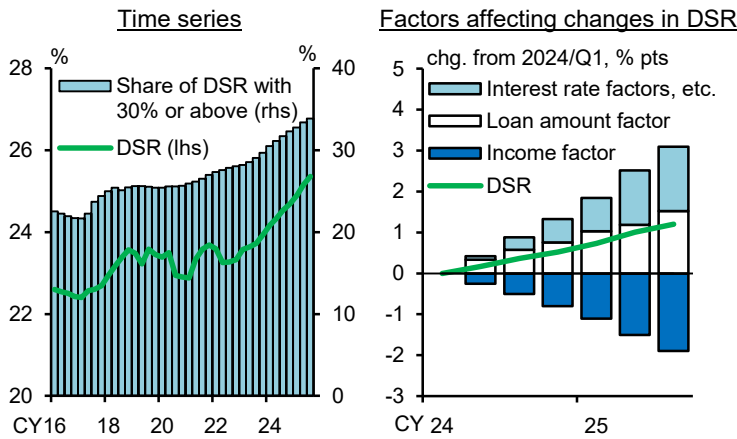 Time series
%
%
28
26
24
22
20
40
30
20
10
0
Share of DSR with
30% or above (rhs)
DSR (lhs)
CY16
18
20
22
24
Factors affecting changes in DSR
chg. from 2024/Q1, % pts
5
4
3
2
1
0
-1
-2
-3
Interest rate factors, etc.
Loan amount factor
Income factor
DSR
CY 24
25